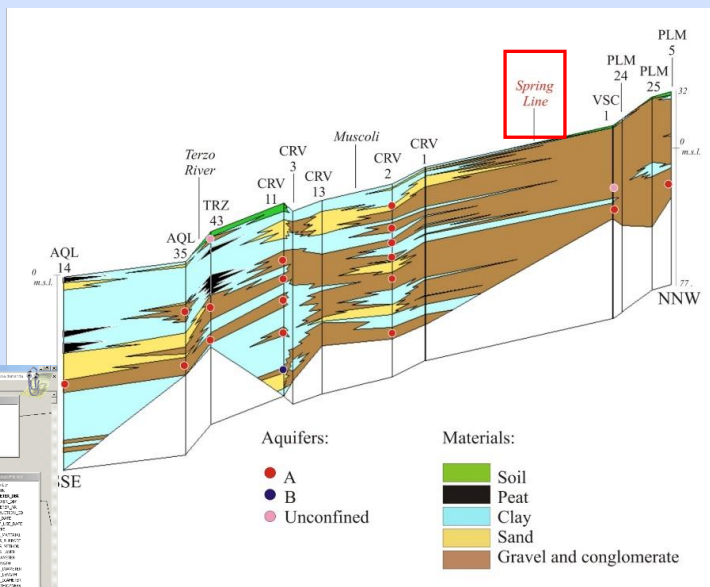 PLM
5
PLM
24
PLM
25
Spring
Line
VSC
1
32
0
m.s.l.
Muscoli
CRV
3
CRV
1
CRV
2
Terzo
River
CRV
13
CRV
11
TRZ
43
AQL
35
AQL
14
0
m.s.l.
77
NNW
SSE
Aquifers:
A
B
Unconfined
Materials:
Soil
Peat
Clay
Sand
Gravel and conglomerate